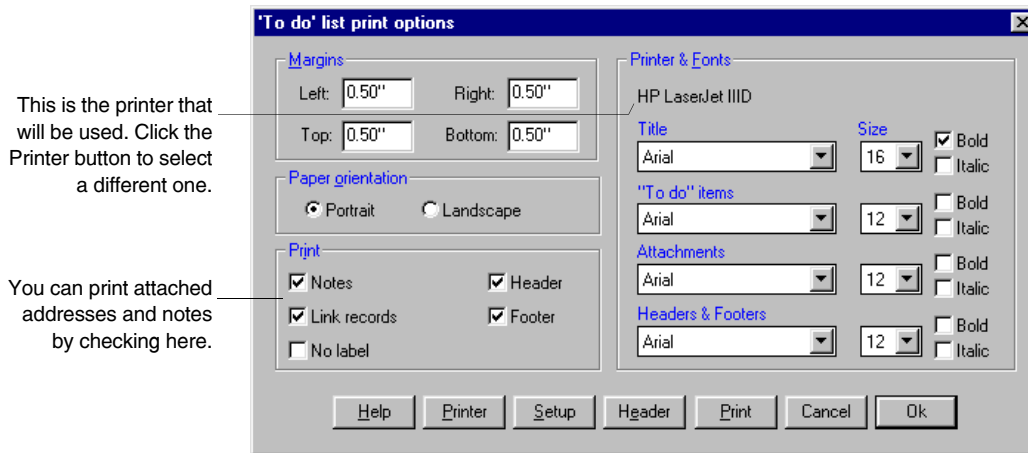 'To do' list print options
Margins
Left: 0.50" Right: 0.50"
Top: 0.50" Bottom: 0.50"
Paper orientation
Portrait Landscape
Print
Notes Header
Link records Footer
No label
Printer & Fonts
HP LaserJet IIID
Title Size
Arial 16 Bold
Italic
"To do" items
Arial 12 Bold
Italic
Attachments
Arial 12 Bold
Italic
Headers & Footers
Arial 12 Bold
Italic
Help Printer Setup Header Print Cancel Ok
This is the printer that
will be used. Click the
Printer button to select
a different one.
You can print attached
addresses and notes
by checking here.